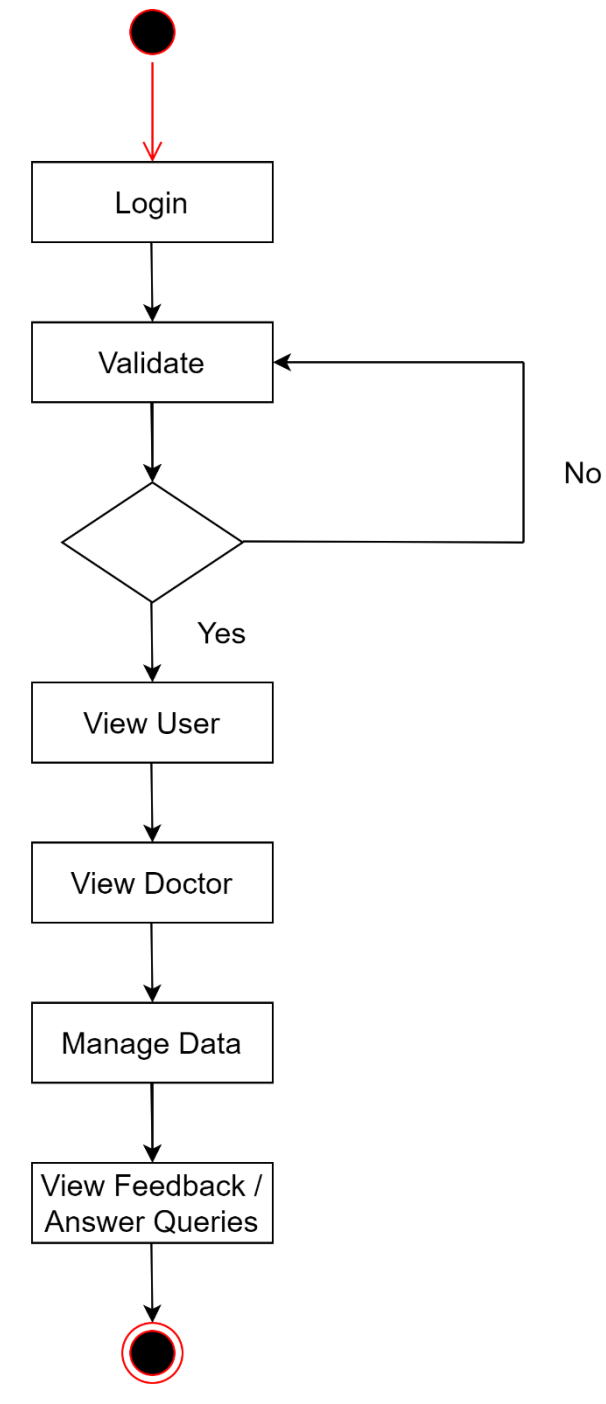 Login
Validate
No
Yes
View User
View Doctor
Manage Data
View Feedback /
Answer Queries